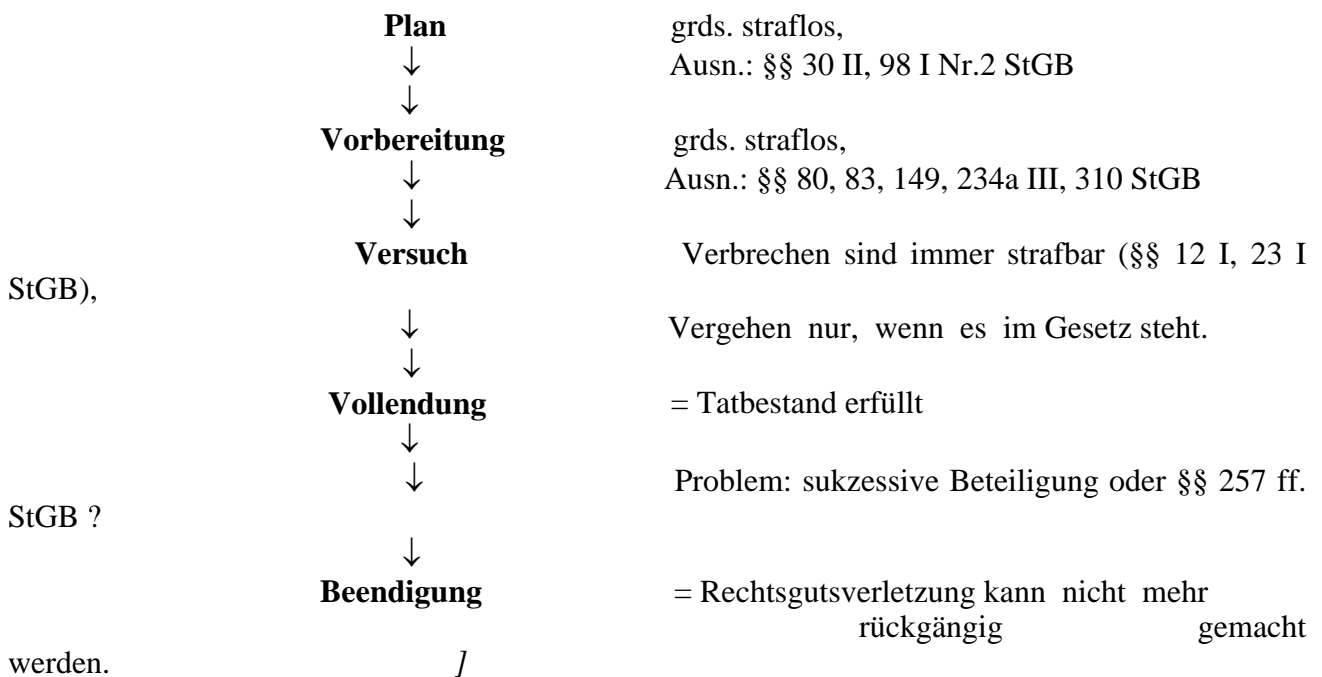 Plan grds. straflos,
↓ Ausn.: §§ 30 II, 98 I Nr.2 StGB
↓
Vorbereitung grds. straflos,
↓ Ausn.: §§ 80, 83, 149, 234a III, 310 StGB
↓
Versuch Verbrechen sind immer strafbar (§§ 12 I, 23 I
StGB),
↓ Vergehen nur, wenn es im Gesetz steht.
↓
Vollendung = Tatbestand erfüllt
↓
↓ Problem: sukzessive Beteiligung oder §§ 257 ff.
StGB ?
↓
Beendigung = Rechtsgutsverletzung kann nicht mehr
rückgängig gemacht
werden. ]